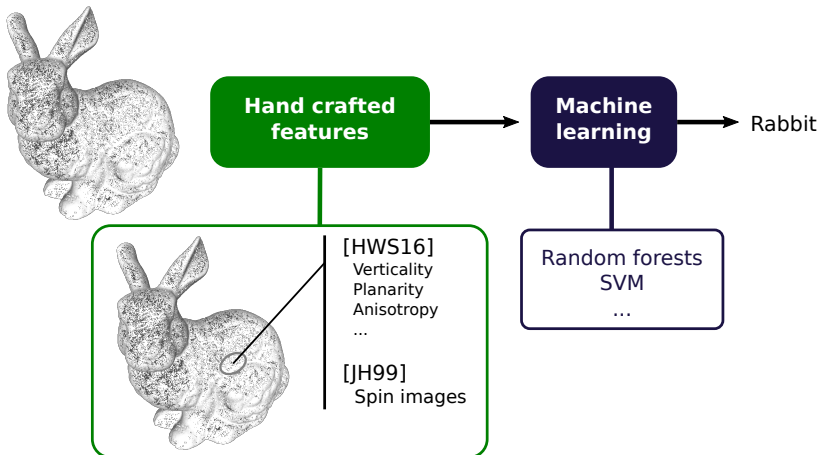 Hand crafted
features
Machine
learning
Rabbit
[HWS16]
Verticality
Planarity
Anisotropy
...
[JH99]
Spin images
Random forests
SVM
...